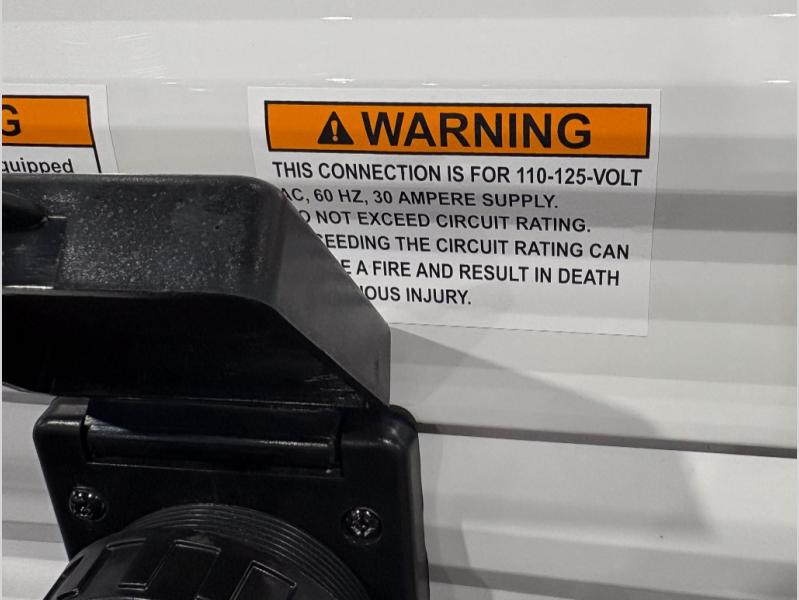 G
quipped
WARNING
THIS CONNECTION IS FOR 110-125-VOLT
AC, 60 HZ, 30 AMPERE SUPPLY.
O NOT EXCEED CIRCUIT RATING.
CEEDING THE CIRCUIT RATING CAN
E A FIRE AND RESULT IN DEATH
IOUS INJURY.